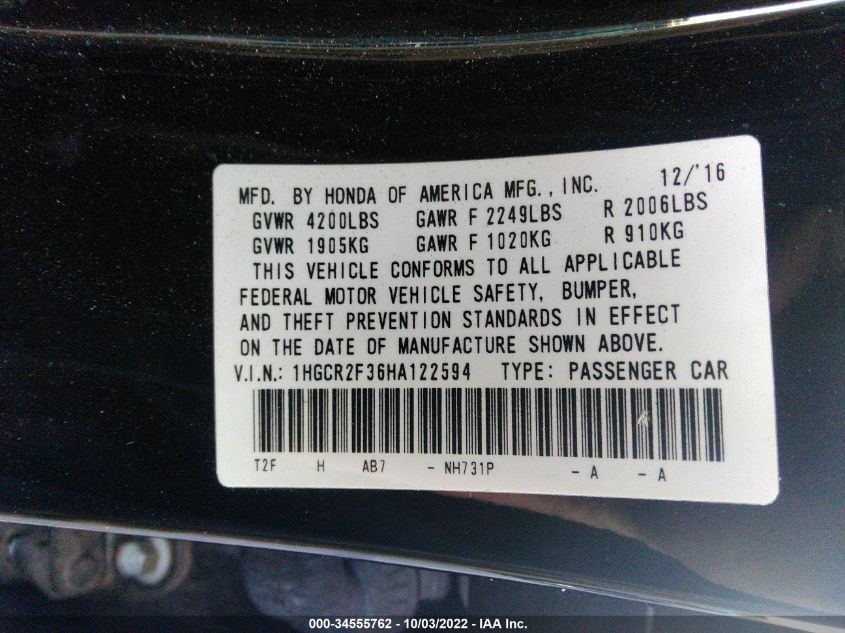 MFD. BY HONDA OF AMERICA MFG., INC. 12/'16
GVWR 4200LBS GAWR F 2249LBS R 2006LBS
GVWR 1905KG GAWR F 1020KG R 910KG
THIS VEHICLE CONFORMS TO ALL APPLICABLE
FEDERAL MOTOR VEHICLE SAFETY, BUMPER,
AND THEFT PREVENTION STANDARDS IN EFFECT
ON THE DATE OF MANUFACTURE SHOWN ABOVE.
V.I.N.: 1HGCR2F36HA122594 TYPE: PASSENGER CAR
T2F H AB7 - NH731P - A - A
000-34555762 - 10/03/2022 - IAA Inc.